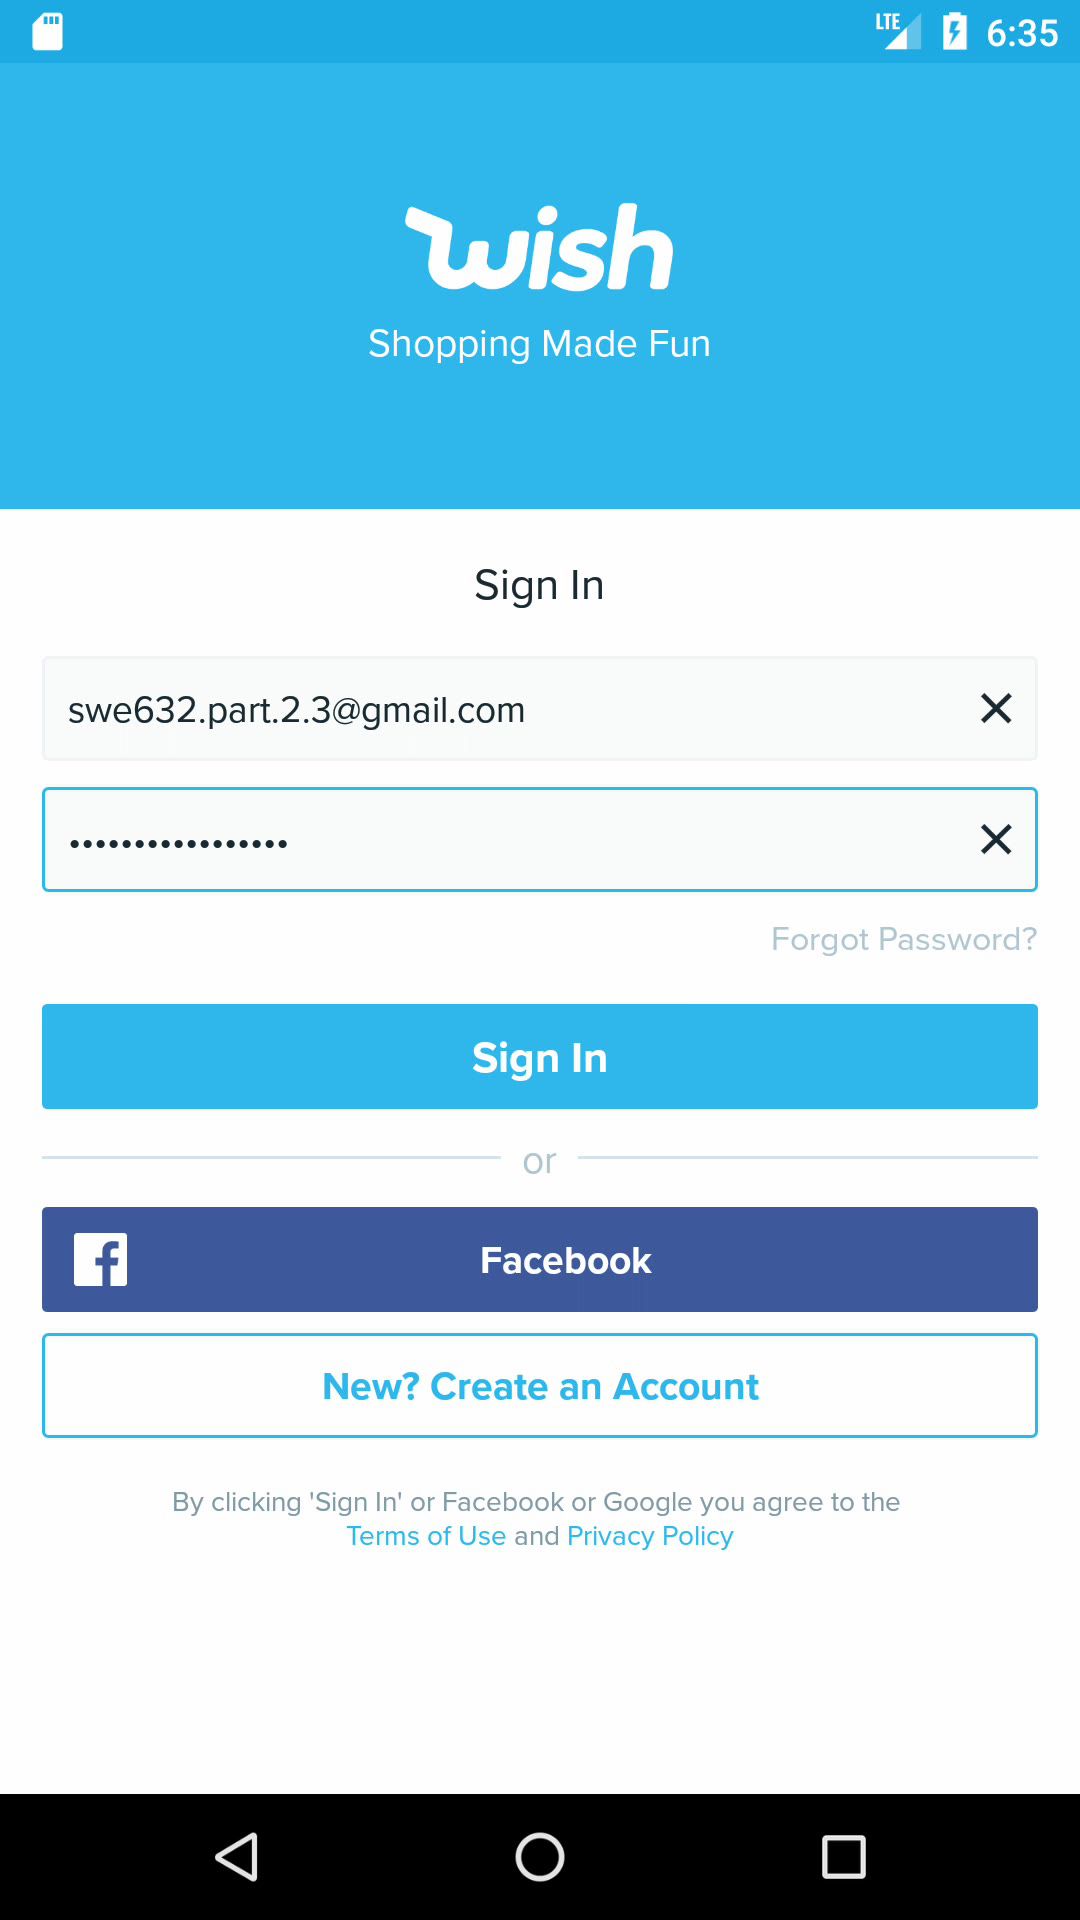 LTE 6:35
wish
Shopping Made Fun
Sign In
swe632.part.2.3@gmail.com
•••••••••••••••••
Forgot Password?
Sign In
or
Facebook
New? Create an Account
By clicking 'Sign In' or Facebook or Google you agree to the
Terms of Use and Privacy Policy